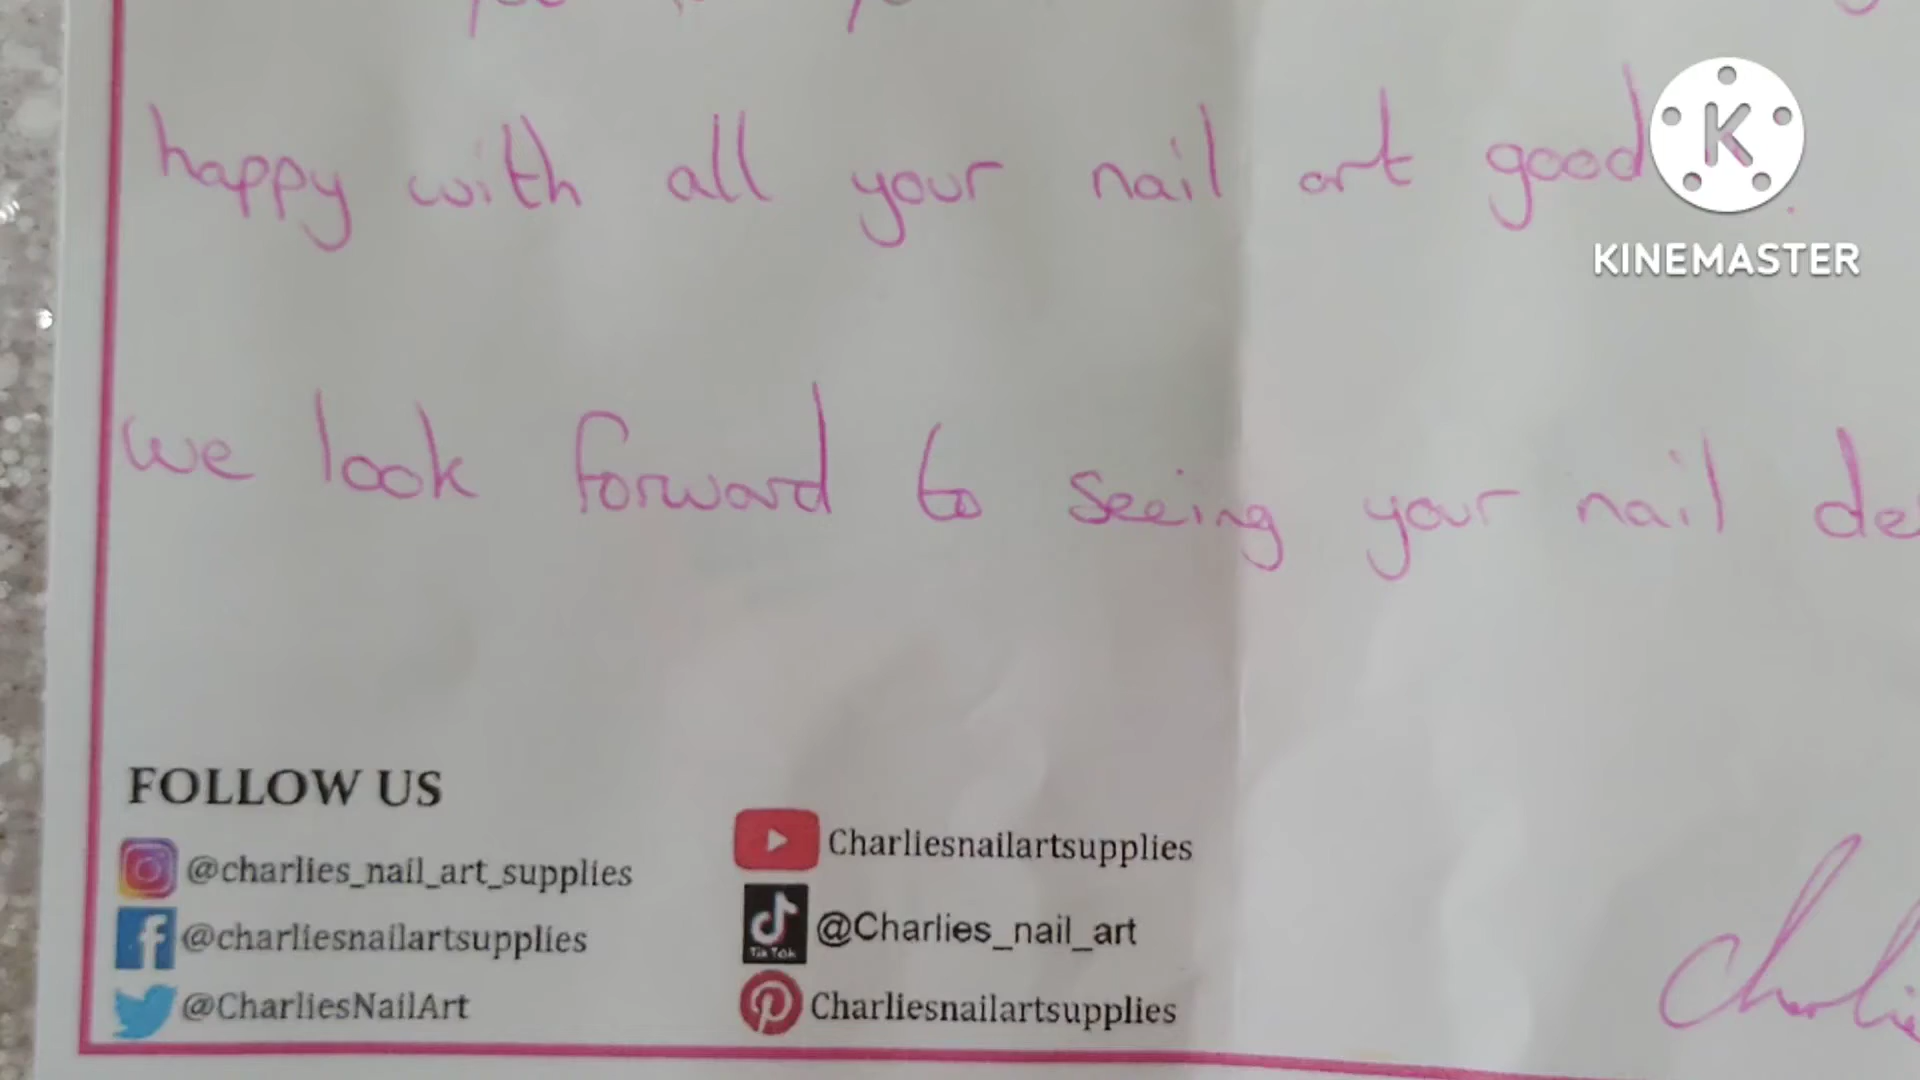 happy with all your nail art good
KINEMASTER
we look forward to seeing your nail
FOLLOW US
@charlies_nail_art_supplies
@charliesnailartsupplies
@CharliesNailArt
Charliesnailartsupplies
TikTok
@Charlies_nail_art
Charliesnailartsupplies